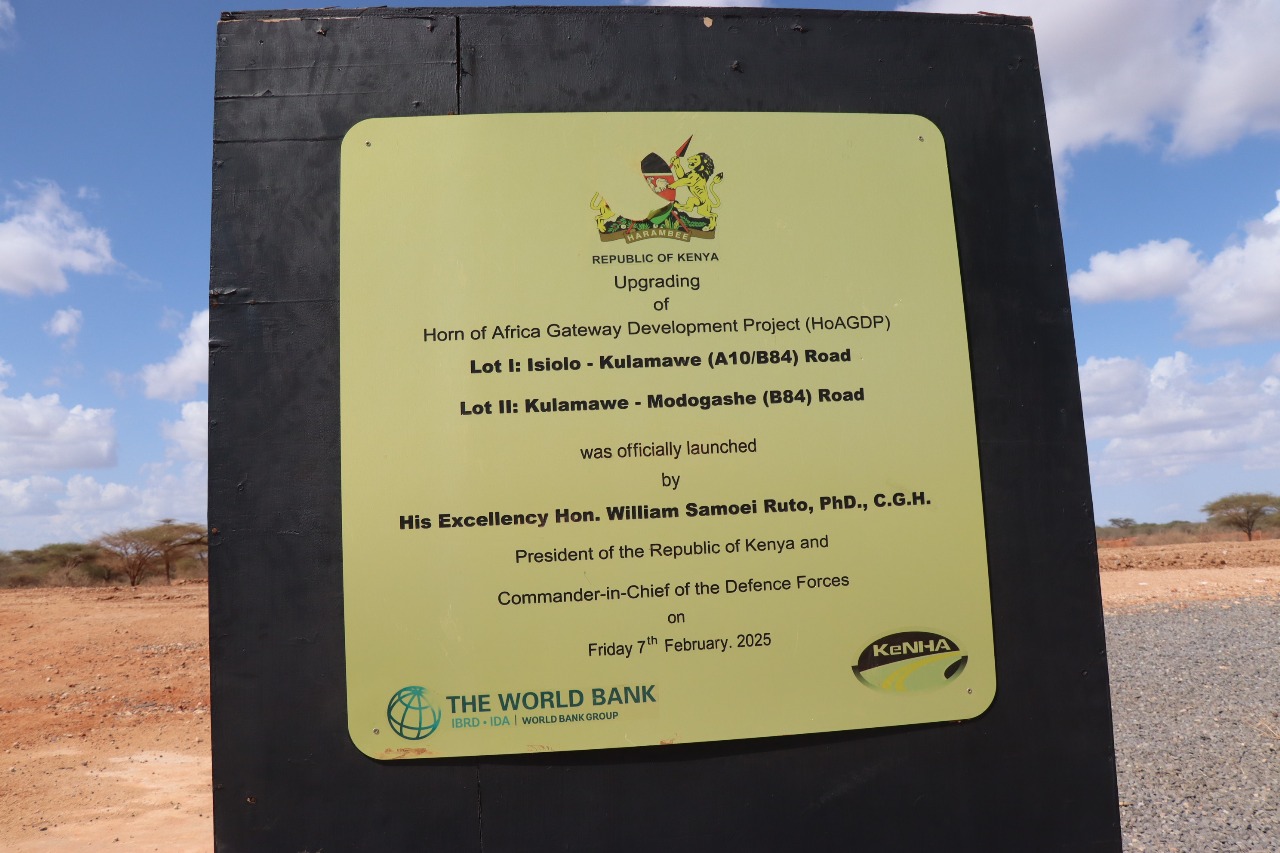 HARAMBEE
REPUBLIC OF KENYA
Upgrading
of
Horn of Africa Gateway Development Project (HoAGDP)
Lot I: Isiolo - Kulamawe (A10/B84) Road
Lot II: Kulamawe - Modogashe (B84) Road
was officially launched
by
His Excellency Hon. William Samoei Ruto, PhD., C.G.H.
President of the Republic of Kenya and
Commander-in-Chief of the Defence Forces
on
Friday 7th February. 2025
KeNHA
THE WORLD BANK
IBRD • IDA | WORLD BANK GROUP